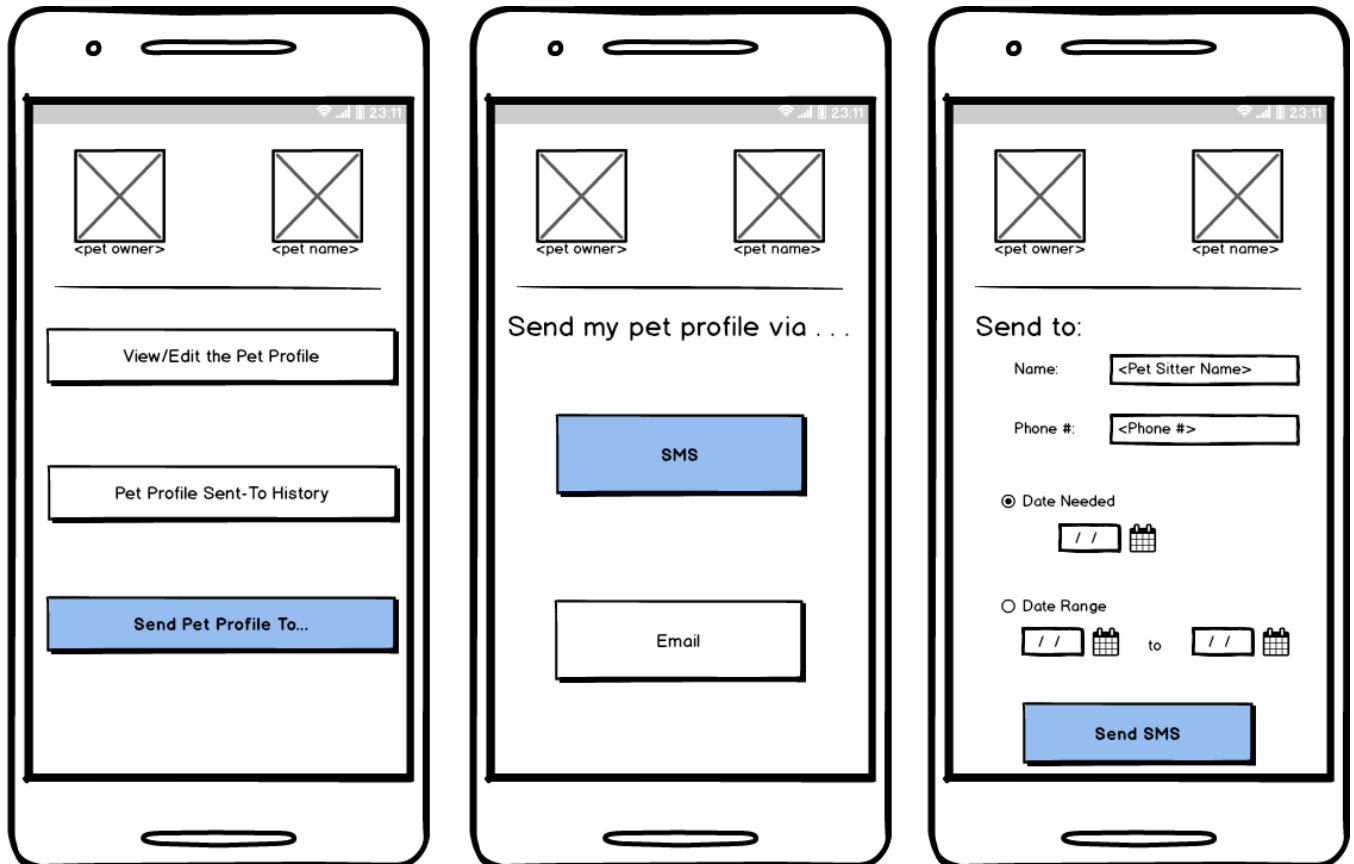 23:11
<pet owner> <pet name>
View/Edit the Pet Profile
Pet Profile Sent-To History
Send Pet Profile To...
23:11
<pet owner> <pet name>
Send my pet profile via . . .
SMS
Email
23:11
<pet owner> <pet name>
Send to:
Name: <Pet Sitter Name>
Phone #: <Phone #>
Date Needed
/ /
Date Range
/ / to / /
Send SMS